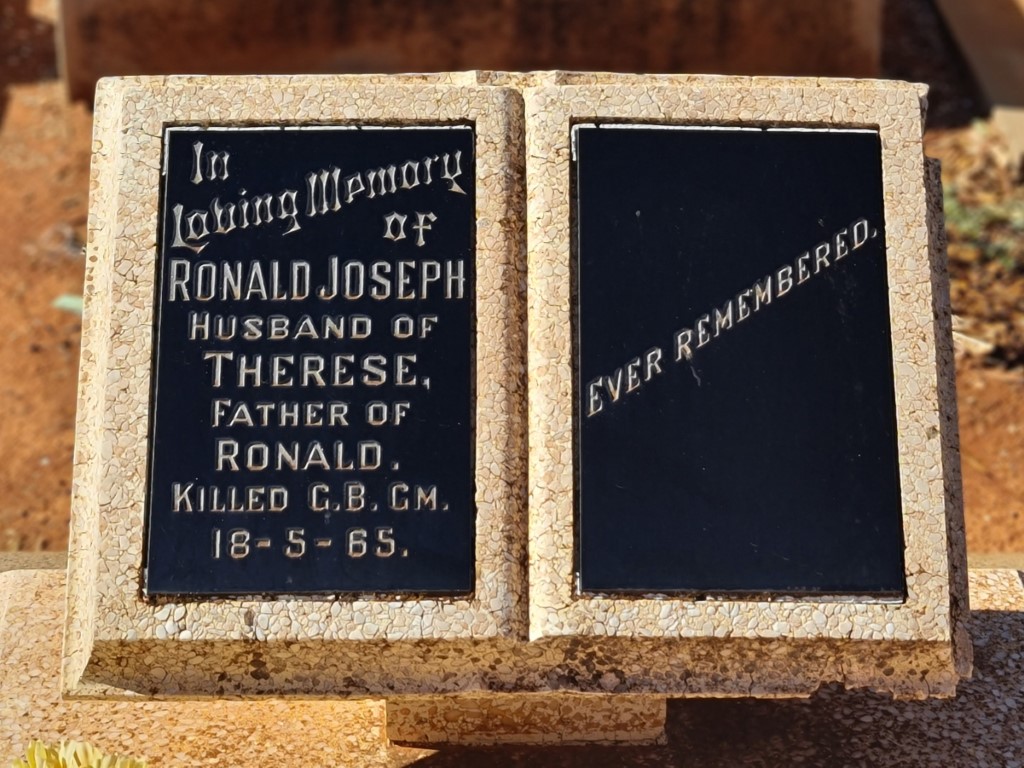 In
Loving Memory
of
RONALD JOSEPH
HUSBAND OF
THERESE,
FATHER OF
RONALD.
KILLED G.B. GM.
18-5-65.
EVER REMEMBERED.